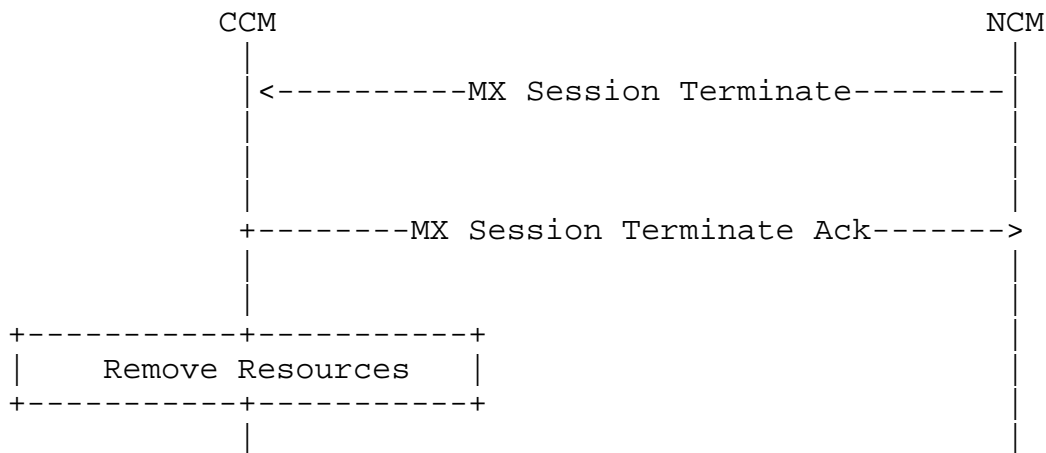 CCM NCM
MX Session Terminate
MX Session Terminate Ack
Remove Resources